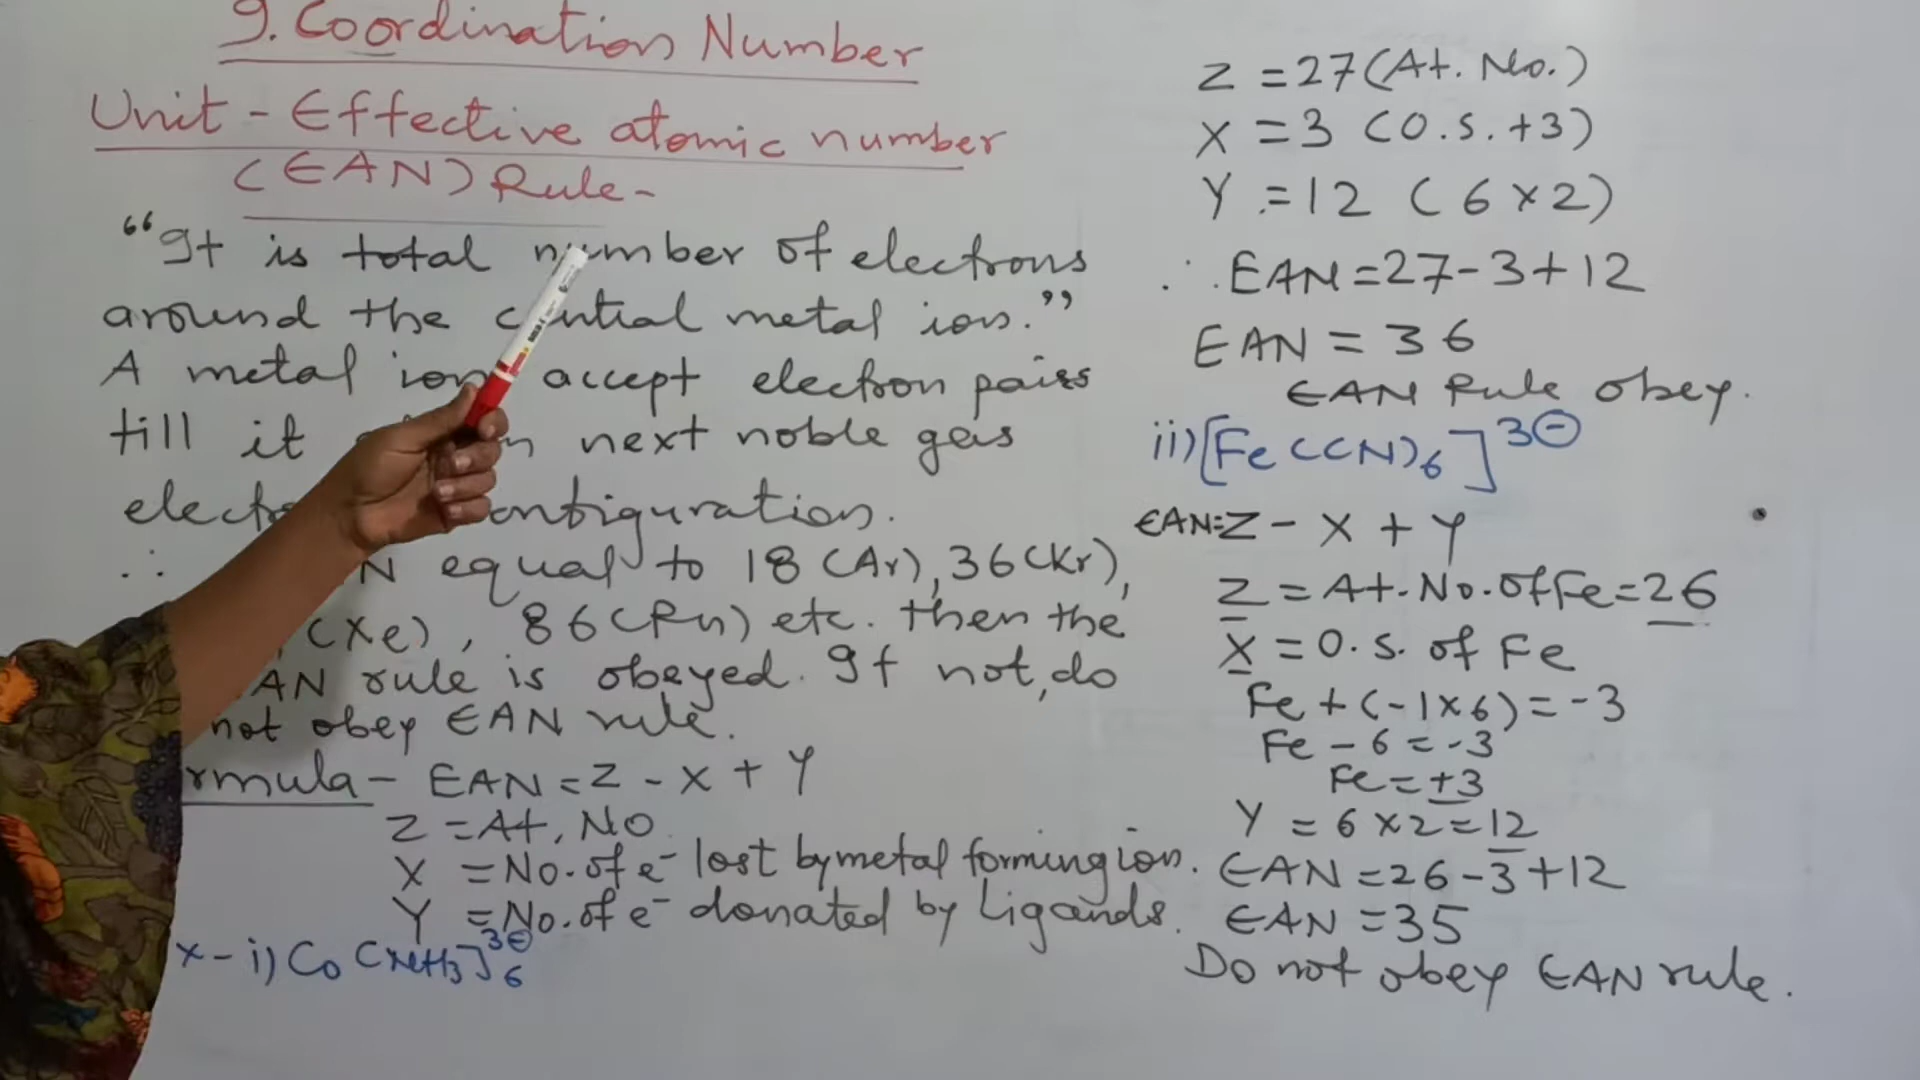 9. Coordination Number
Unit - Effective atomic number
(EAN) Rule -
"It is total number of electrons
around the central metal ion."
A metal ion accept electron pairs
till it next noble gas
configuration.
∴ equal to 18 (Ar), 36 (Kr),
(Xe), 86 (Rn) etc. then the
EAN rule is obeyed. If not, do
not obey EAN rule.
rmula - EAN = Z - X + Y
Z = At. No
X = No. of e⁻ lost by metal forming ion.
Y = No. of e⁻ donated by Ligands.
x - i) Co (NH3]6 3⊖
Z = 27 (At. No.)
X = 3 (O.S. +3)
Y = 12 (6 x 2)
∴ EAN = 27 - 3 + 12
EAN = 36
EAN Rule obey.
ii) [Fe (CN)6]3⊖
EAN = Z - X + Y
Z = At. No. of Fe = 26
X = O.S. of Fe
Fe + (-1 x 6) = -3
Fe - 6 = -3
Fe = +3
Y = 6 x 2 = 12
EAN = 26 - 3 + 12
EAN = 35
Do not obey EAN rule.